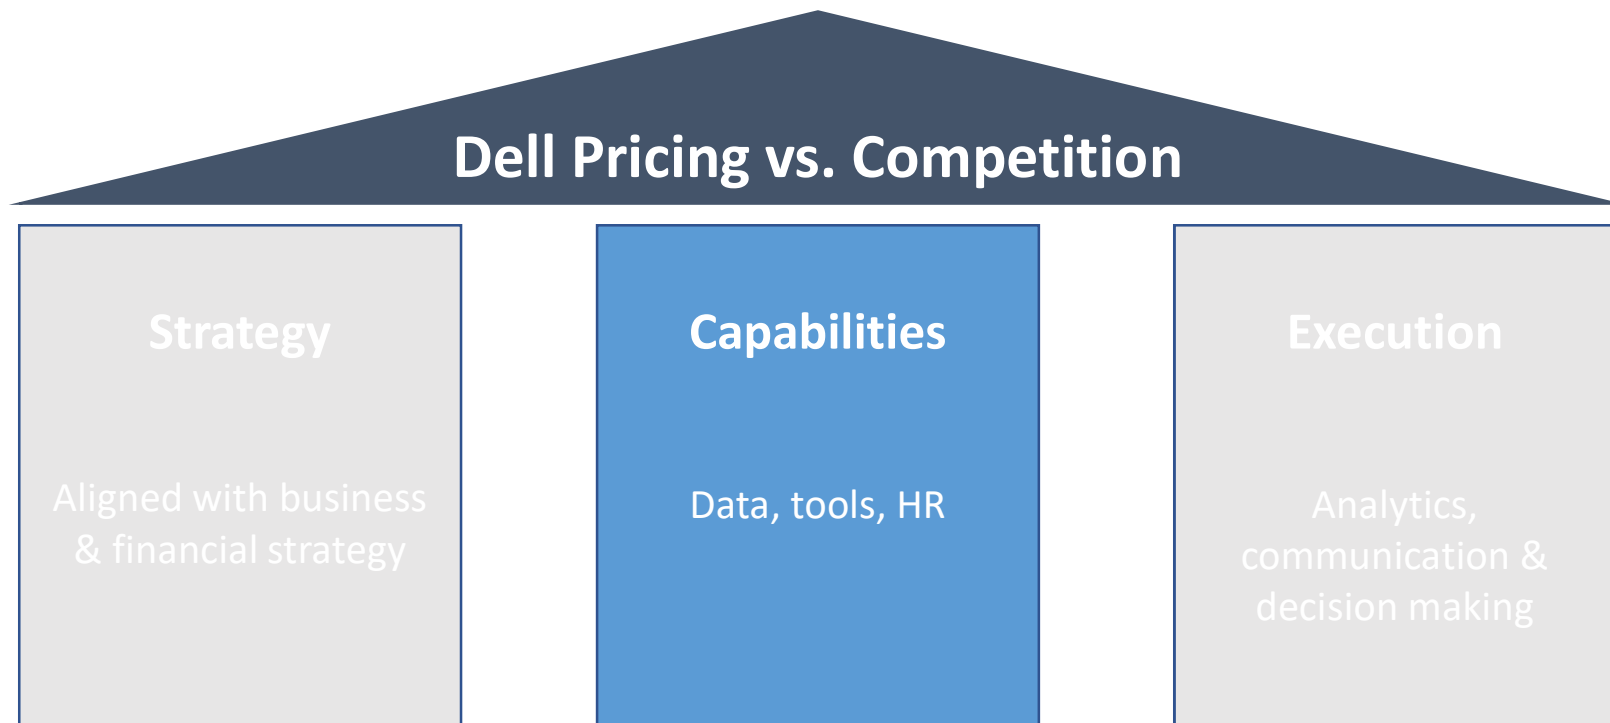 Dell Pricing vs. Competition
Strategy
Aligned with business
& financial strategy
Capabilities
Data, tools, HR
Execution
Analytics,
communication &
decision making